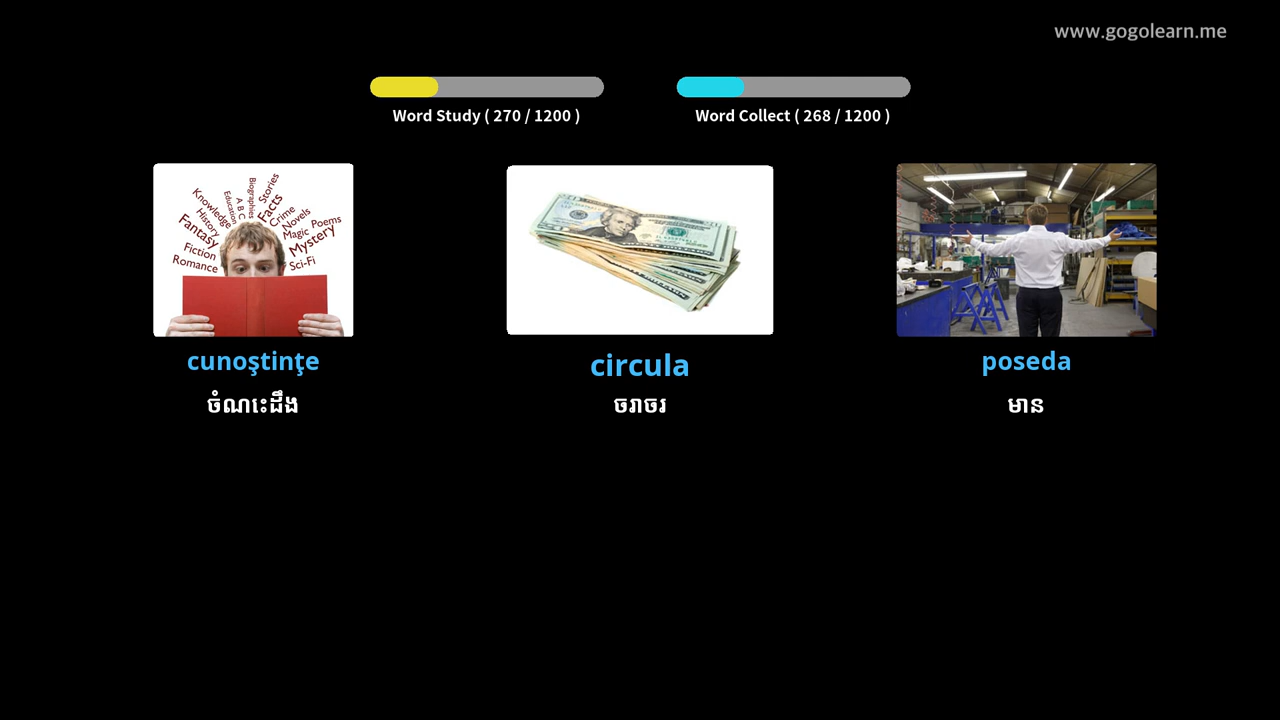 www.gogolearn.me
Word Study ( 270 / 1200 )
Word Collect ( 268 / 1200 )
Knowledge
History
Fantasy
Fiction
Romance
Education
A B C
Biographies
Stories
Facts
Crime
Novels
Magic
Poems
Mystery
Sci-Fi
cunoştinţe
circula
poseda
ចំណេះដឹង
ចរាចរ
មាន